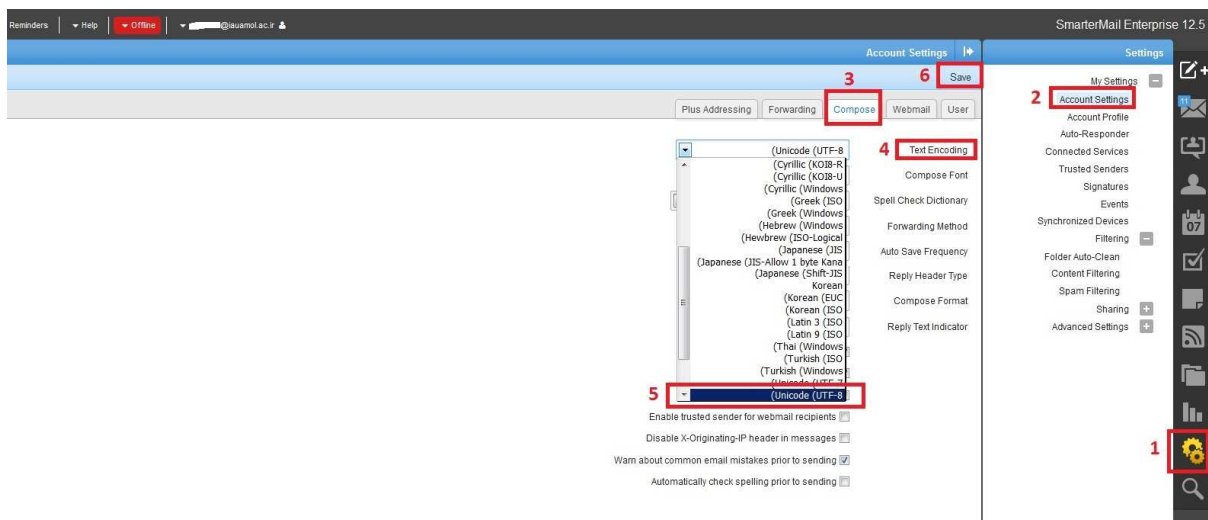 Reminders
Help
Offline
@iauamol.ac.ir
SmarterMail Enterprise 12.5
Account Settings
Settings
3
6
Save
Plus Addressing
Forwarding
Compose
Webmail
User
(Unicode (UTF-8
4
Text Encoding
Compose Font
Spell Check Dictionary
Forwarding Method
Auto Save Frequency
Reply Header Type
Compose Format
Reply Text Indicator
(Cyrillic (KOI8-R
(Cyrillic (KOI8-U
(Cyrillic (Windows
(Greek (ISO
(Greek (Windows
(Hebrew (Windows
(Hewbrew (ISO-Logical
(Japanese (JIS
(Japanese (JIS-Allow 1 byte Kana
(Japanese (Shift-JIS
Korean
(Korean (EUC
(Korean (ISO
(Latin 3 (ISO
(Latin 9 (ISO
(Thai (Windows
(Turkish (ISO
(Turkish (Windows
(Unicode (UTF-7
5
(Unicode (UTF-8
Enable trusted sender for webmail recipients
Disable X-Originating-IP header in messages
Warn about common email mistakes prior to sending
Automatically check spelling prior to sending
My Settings
2
Account Settings
Account Profile
Auto-Responder
Connected Services
Trusted Senders
Signatures
Events
Synchronized Devices
Filtering
Folder Auto-Clean
Content Filtering
Spam Filtering
Sharing
Advanced Settings
11
07
1